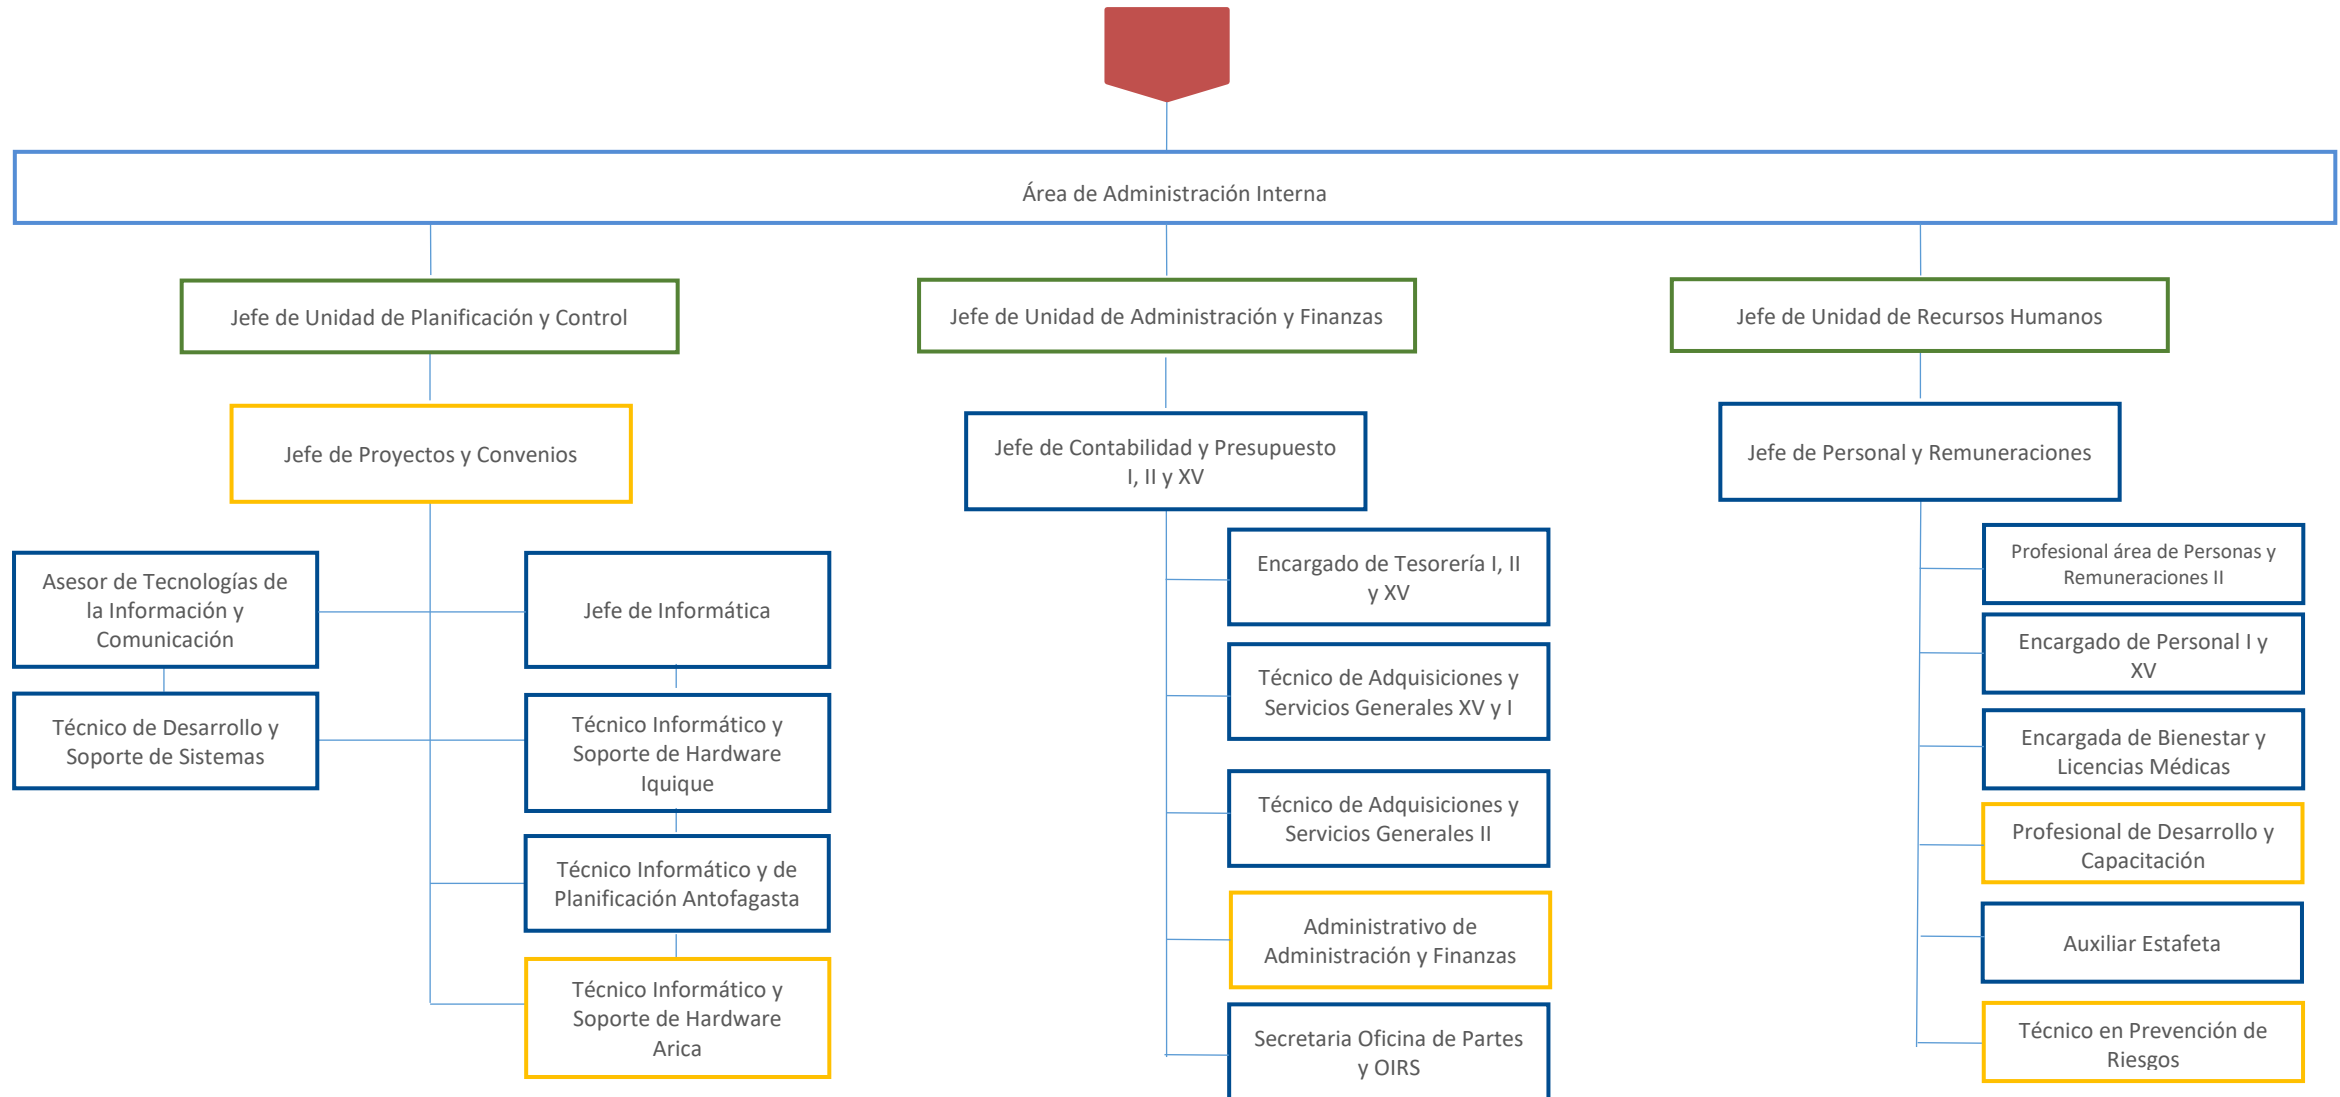 Área de Administración Interna
Jefe de Unidad de Planificación y Control
Jefe de Unidad de Administración y Finanzas
Jefe de Unidad de Recursos Humanos
Jefe de Proyectos y Convenios
Jefe de Contabilidad y Presupuesto
I, II y XV
Jefe de Personal y Remuneraciones
Asesor de Tecnologías de
la Información y
Comunicación
Jefe de Informática
Técnico de Desarrollo y
Soporte de Sistemas
Técnico Informático y
Soporte de Hardware
Iquique
Técnico Informático y de
Planificación Antofagasta
Técnico Informático y
Soporte de Hardware
Arica
Encargado de Tesorería I, II
y XV
Técnico de Adquisiciones y
Servicios Generales XV y I
Técnico de Adquisiciones y
Servicios Generales II
Administrativo de
Administración y Finanzas
Secretaria Oficina de Partes
y OIRS
Profesional área de Personas y
Remuneraciones II
Encargado de Personal I y
XV
Encargada de Bienestar y
Licencias Médicas
Profesional de Desarrollo y
Capacitación
Auxiliar Estafeta
Técnico en Prevención de
Riesgos